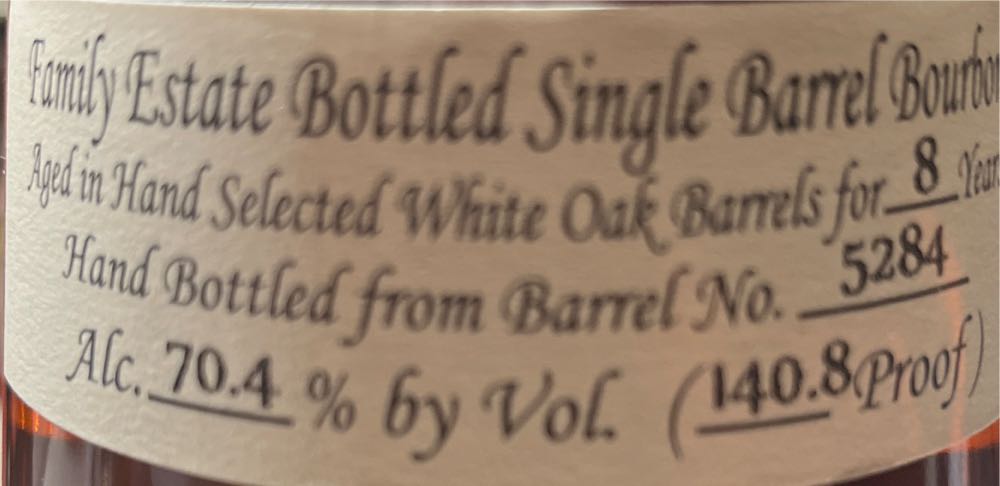 Family Estate Bottled Single Barrel Bourbon
Aged in Hand Selected White Oak Barrels for 8 Year
Hand Bottled from Barrel No. 5284
Alc. 70.4 % by Vol. (140.8 Proof)